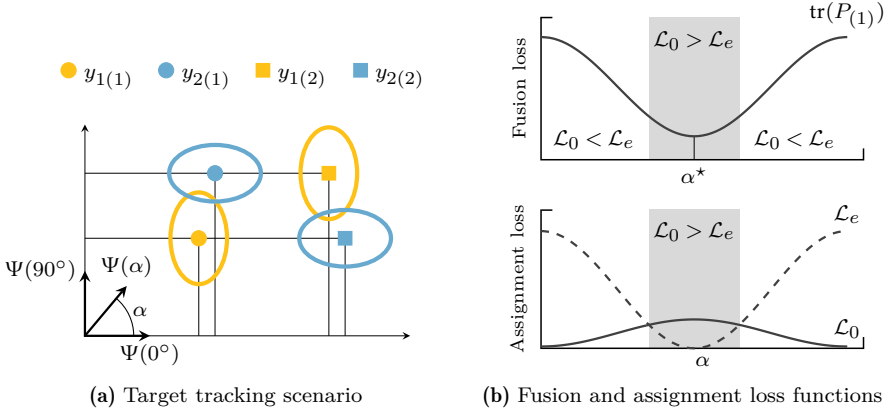 y₁₍₁₎ y₂₍₁₎ y₁₍₂₎ y₂₍₂₎
Ψ(90°)
Ψ(α)
α
Ψ(0°)
(a) Target tracking scenario
tr(P₍₁₎)
Fusion loss
ℒ₀ > ℒₑ
ℒ₀ < ℒₑ
ℒ₀ < ℒₑ
α⋆
Assignment loss
ℒ₀ > ℒₑ
ℒₑ
ℒ₀
α
(b) Fusion and assignment loss functions